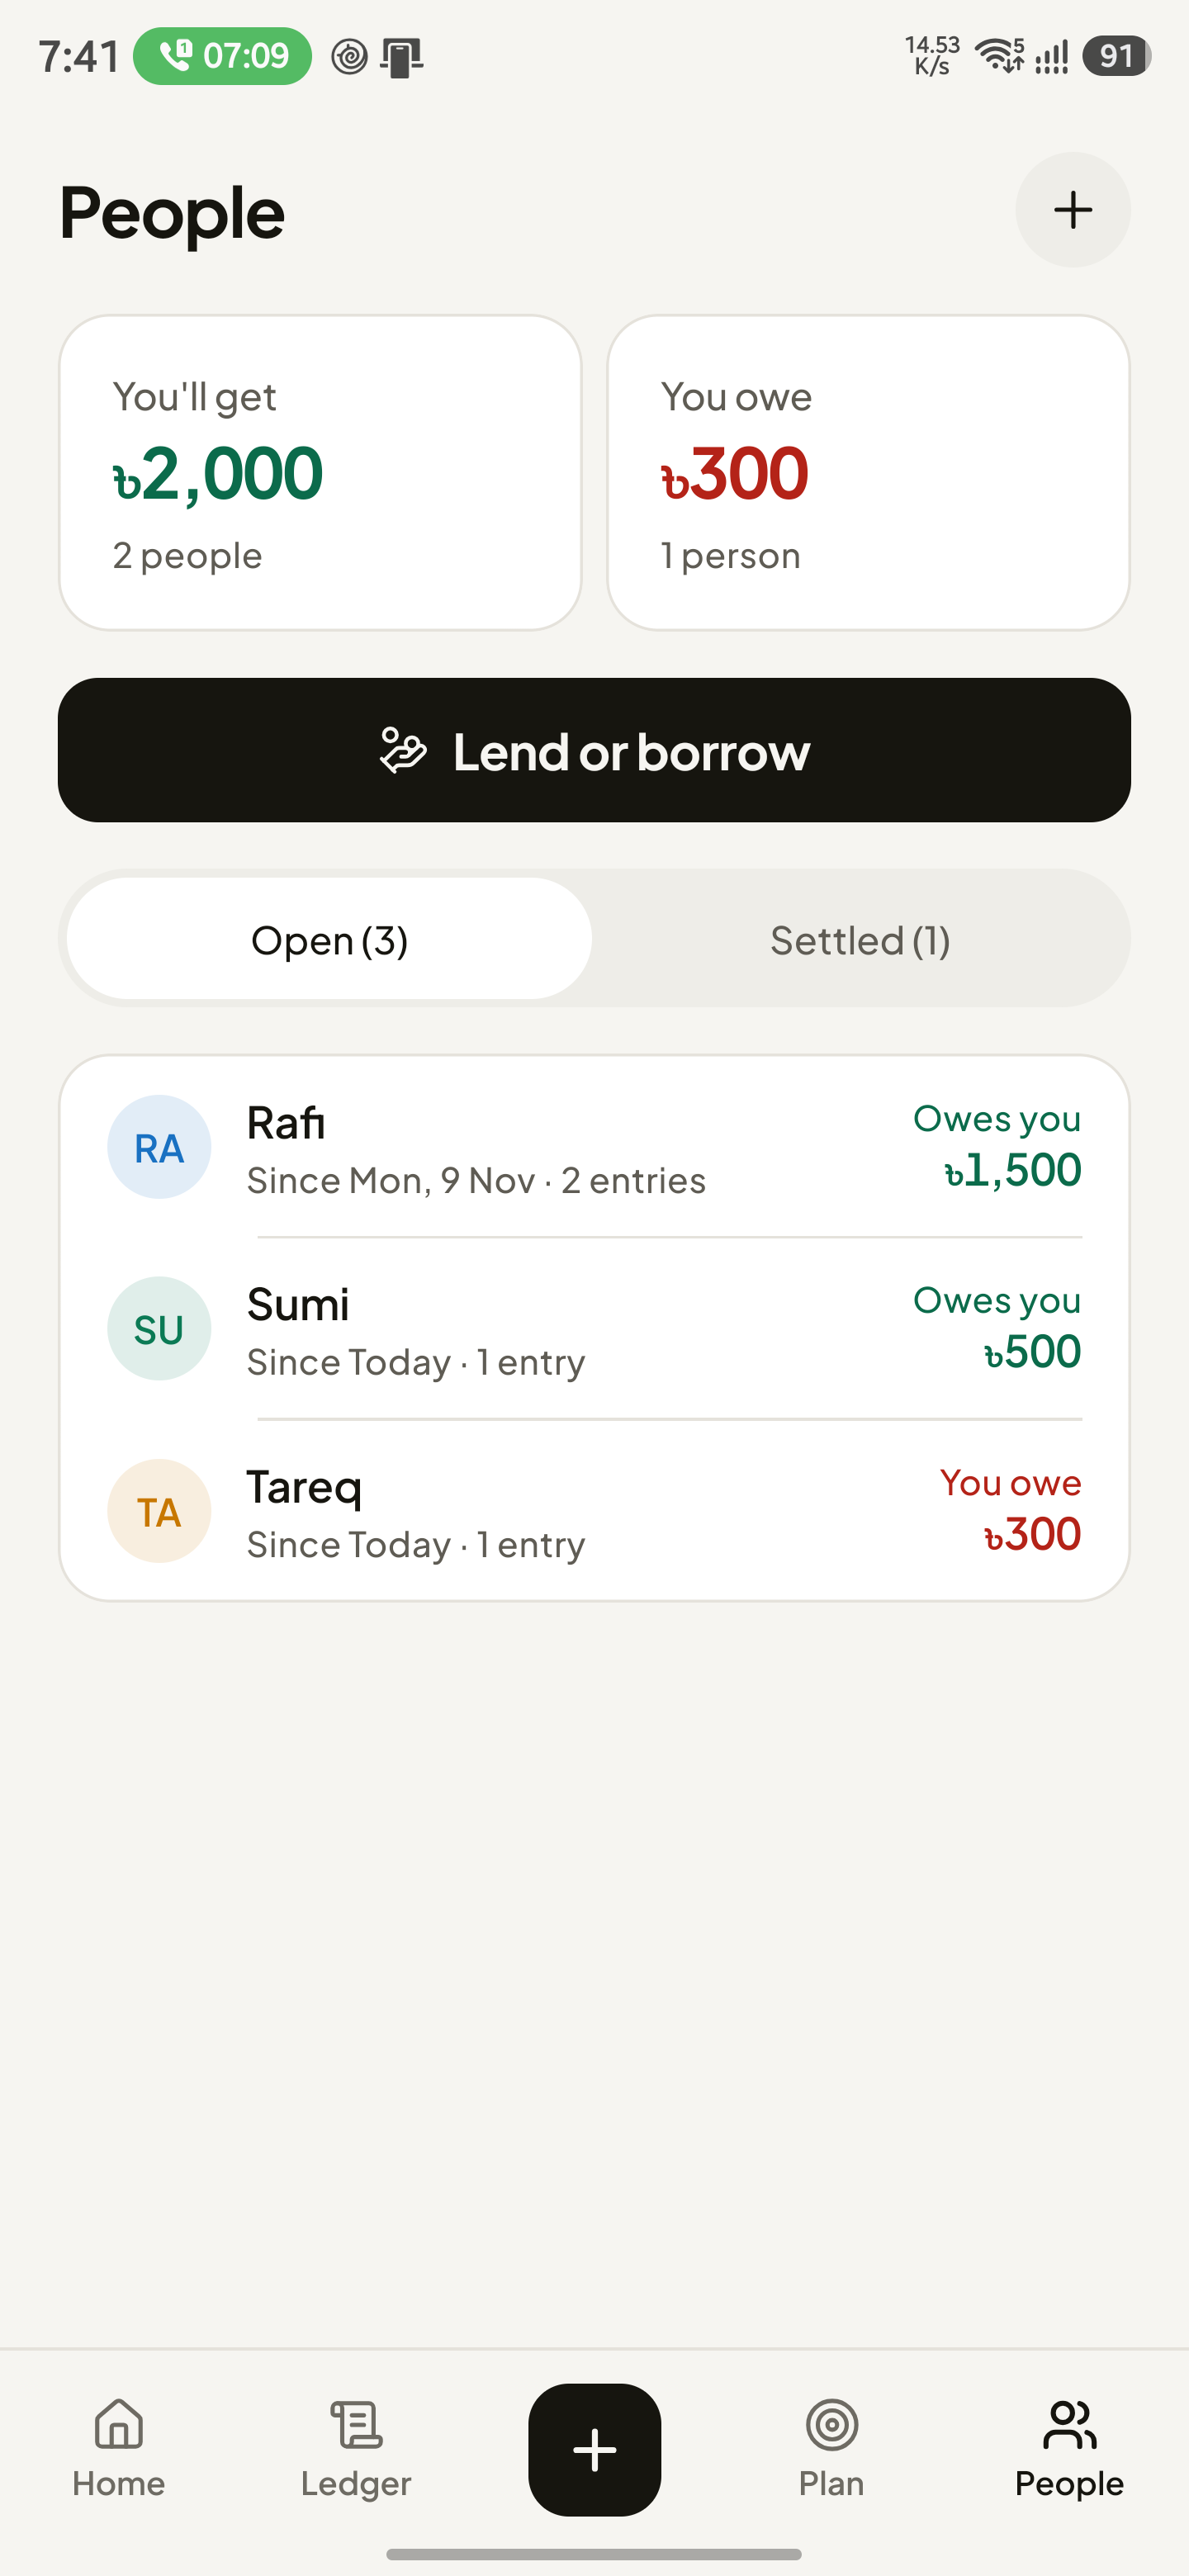 7:41 1 07:09 14.53 K/s 5 91
People
You'll get
৳2,000
2 people
You owe
৳300
1 person
Lend or borrow
Open (3)
Settled (1)
RA
Rafi
Since Mon, 9 Nov · 2 entries
Owes you
৳1,500
SU
Sumi
Since Today · 1 entry
Owes you
৳500
TA
Tareq
Since Today · 1 entry
You owe
৳300
Home
Ledger
Plan
People